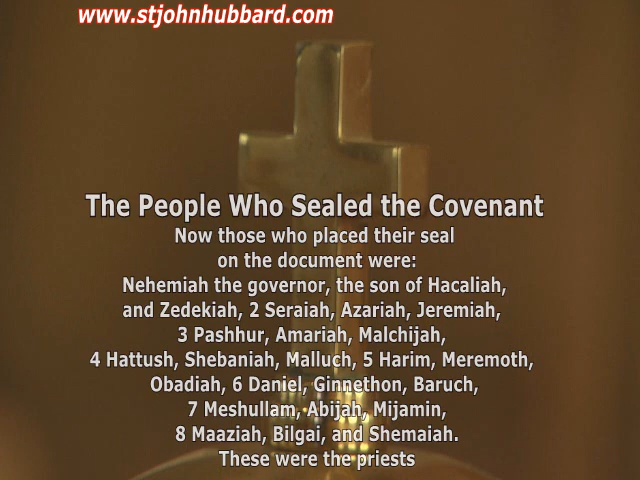 www.stjohnhubbard.com
The People Who Sealed the Covenant
Now those who placed their seal
on the document were:
Nehemiah the governor, the son of Hacaliah,
and Zedekiah, 2 Seraiah, Azariah, Jeremiah,
3 Pashhur, Amariah, Malchijah,
4 Hattush, Shebaniah, Malluch, 5 Harim, Meremoth,
Obadiah, 6 Daniel, Ginnethon, Baruch,
7 Meshullam, Abijah, Mijamin,
8 Maaziah, Bilgai, and Shemaiah.
These were the priests